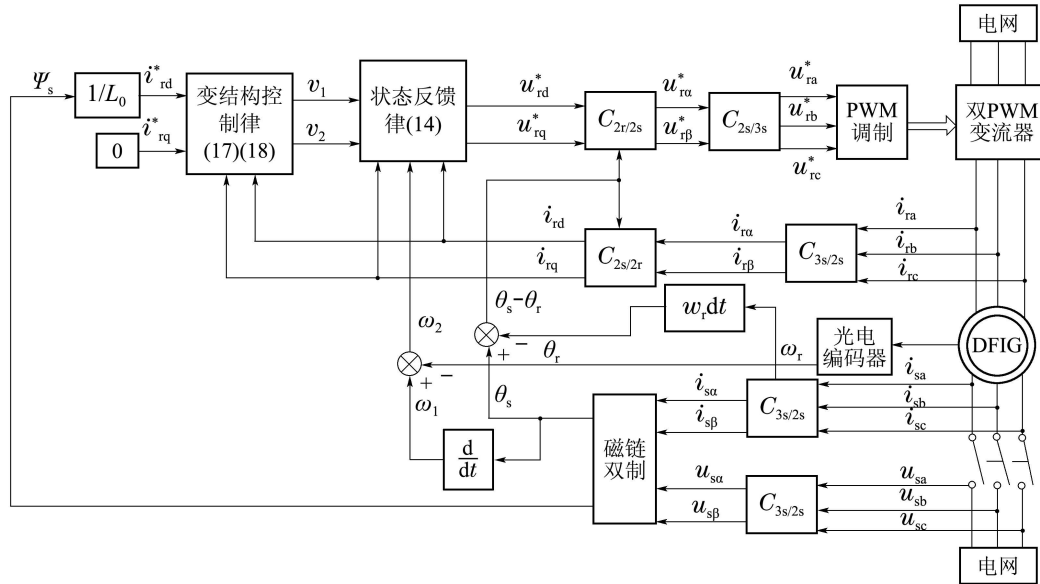 电网
Ψs
1/L0
i*rd
i*rq
0
变结构控
制律
(17)(18)
v1
v2
状态反馈
律(14)
u*rd
u*rq
C2r/2s
u*rα
u*rβ
C2s/3s
u*ra
u*rb
u*rc
PWM
调制
双PWM
变流器
ird
irq
C2s/2r
irα
irβ
C3s/2s
ira
irb
irc
θs−θr
wrdt
ω2
+ −
θr
ωr
光电
编码器
DFIG
+ −
ω1
θs
d
dt
磁链
双制
isα
isβ
C3s/2s
isa
isb
isc
usα
usβ
C3s/2s
usa
usb
usc
电网